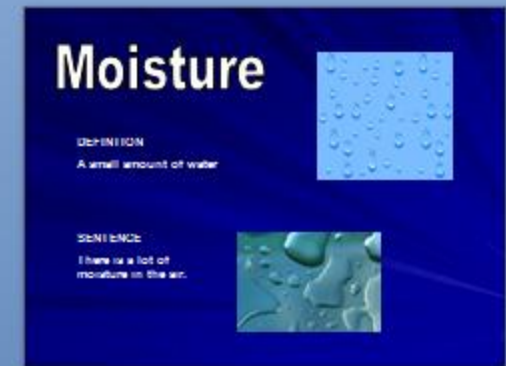 Moisture
DEFINITION
A small amount of water
SENTENCE
There is a lot of
moisture in the air.